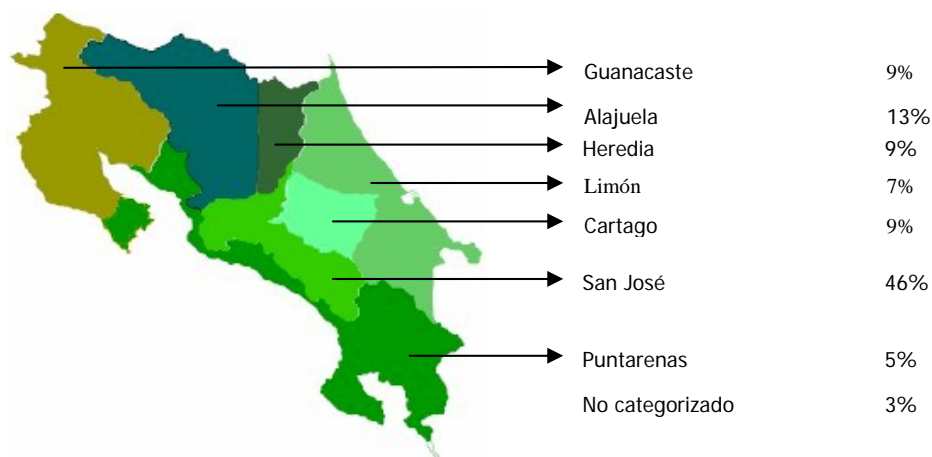 Guanacaste 9%
Alajuela 13%
Heredia 9%
Limón 7%
Cartago 9%
San José 46%
Puntarenas 5%
No categorizado 3%